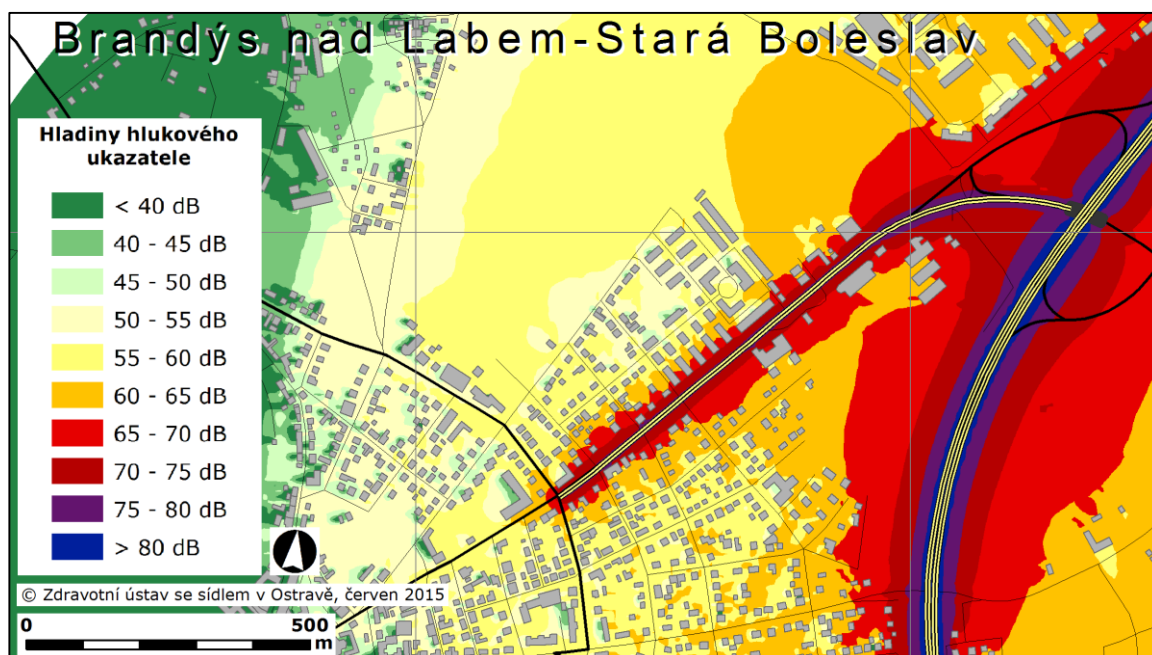 Brandýs nad Labem-Stará Boleslav
Hladiny hlukového
ukazatele
< 40 dB
40 - 45 dB
45 - 50 dB
50 - 55 dB
55 - 60 dB
60 - 65 dB
65 - 70 dB
70 - 75 dB
75 - 80 dB
> 80 dB
© Zdravotní ústav se sídlem v Ostravě, červen 2015
0 500
m